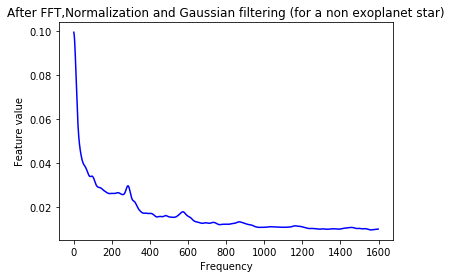 After FFT,Normalization and Gaussian filtering (for a non exoplanet star)
0.10
0.08
0.06
0.04
0.02
Feature value
0 200 400 600 800 1000 1200 1400 1600
Frequency